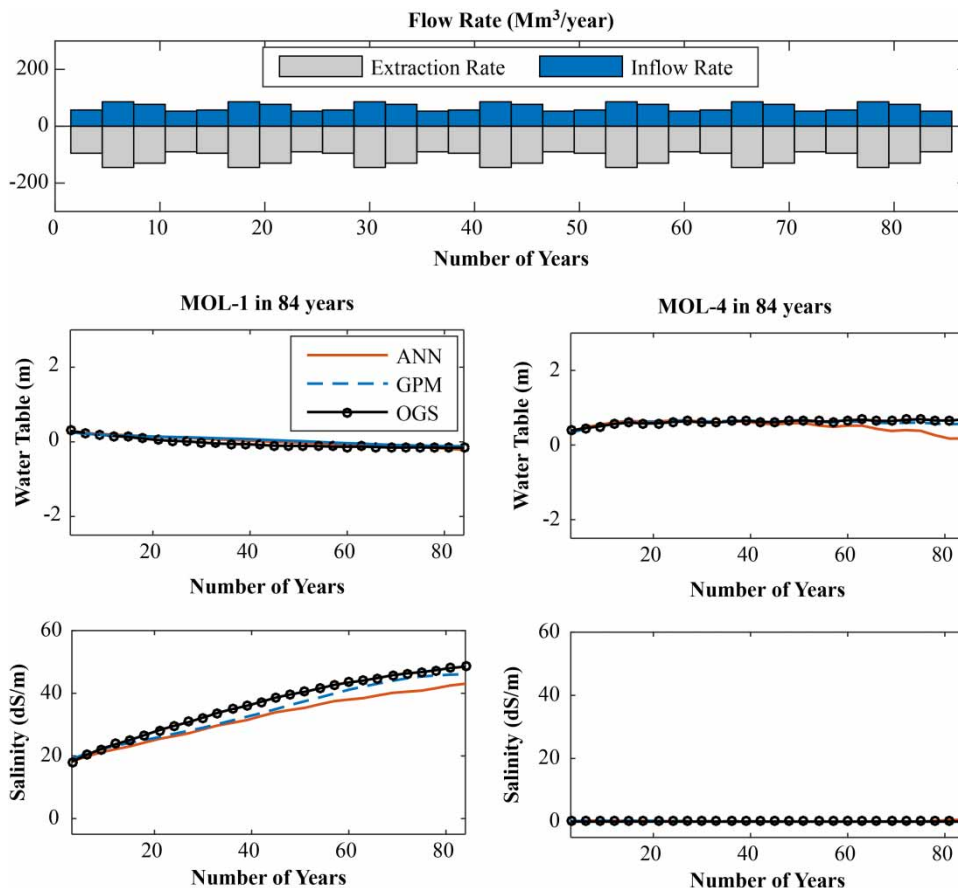 Flow Rate (Mm³/year)
Extraction Rate
Inflow Rate
200
0
-200
0 10 20 30 40 50 60 70 80
Number of Years
MOL-1 in 84 years
MOL-4 in 84 years
Water Table (m)
2
0
-2
ANN
GPM
OGS
20 40 60 80
Number of Years
Water Table (m)
2
0
-2
20 40 60 80
Number of Years
Salinity (dS/m)
60
40
20
0
20 40 60 80
Number of Years
Salinity (dS/m)
60
40
20
0
20 40 60 80
Number of Years